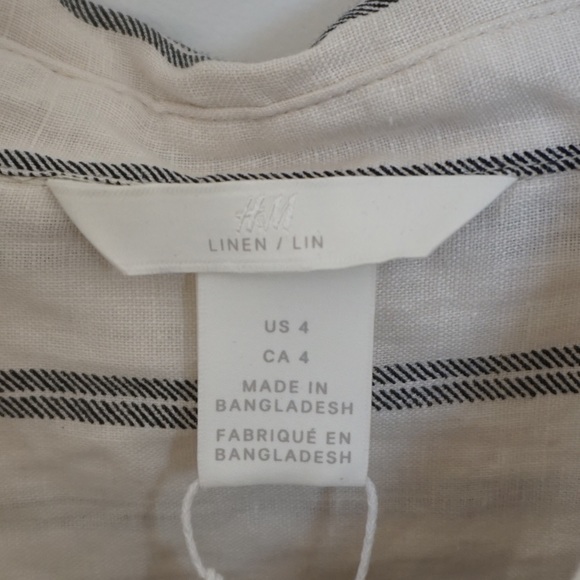 H&M
LINEN / LIN
US 4
CA 4
MADE IN
BANGLADESH
FABRIQUÉ EN
BANGLADESH